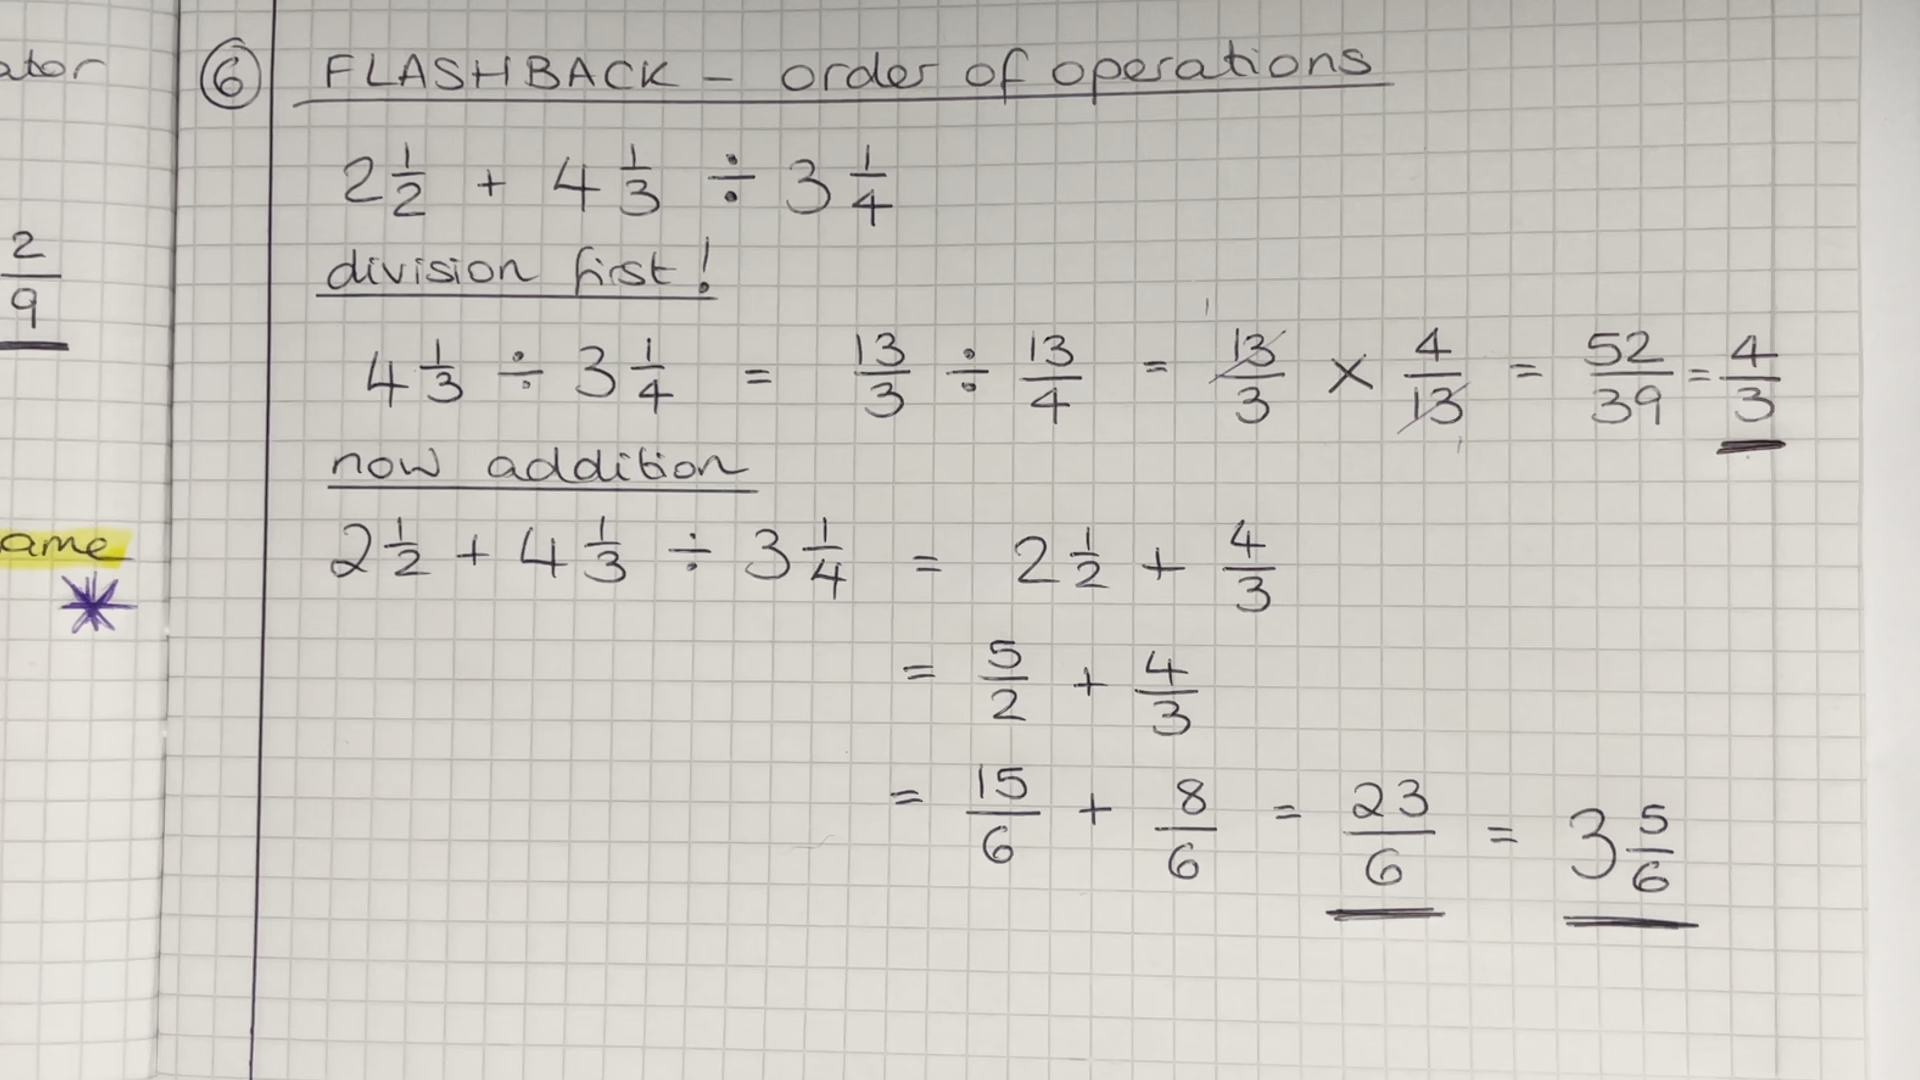 ator
2/9
ame
⑥ FLASHBACK - order of operations
2 1/2 + 4 1/3 ÷ 3 1/4
division first!
4 1/3 ÷ 3 1/4 = 13/3 ÷ 13/4 = 13/3 × 4/13 = 52/39 = 4/3
now addition
2 1/2 + 4 1/3 ÷ 3 1/4 = 2 1/2 + 4/3
= 5/2 + 4/3
= 15/6 + 8/6 = 23/6 = 3 5/6